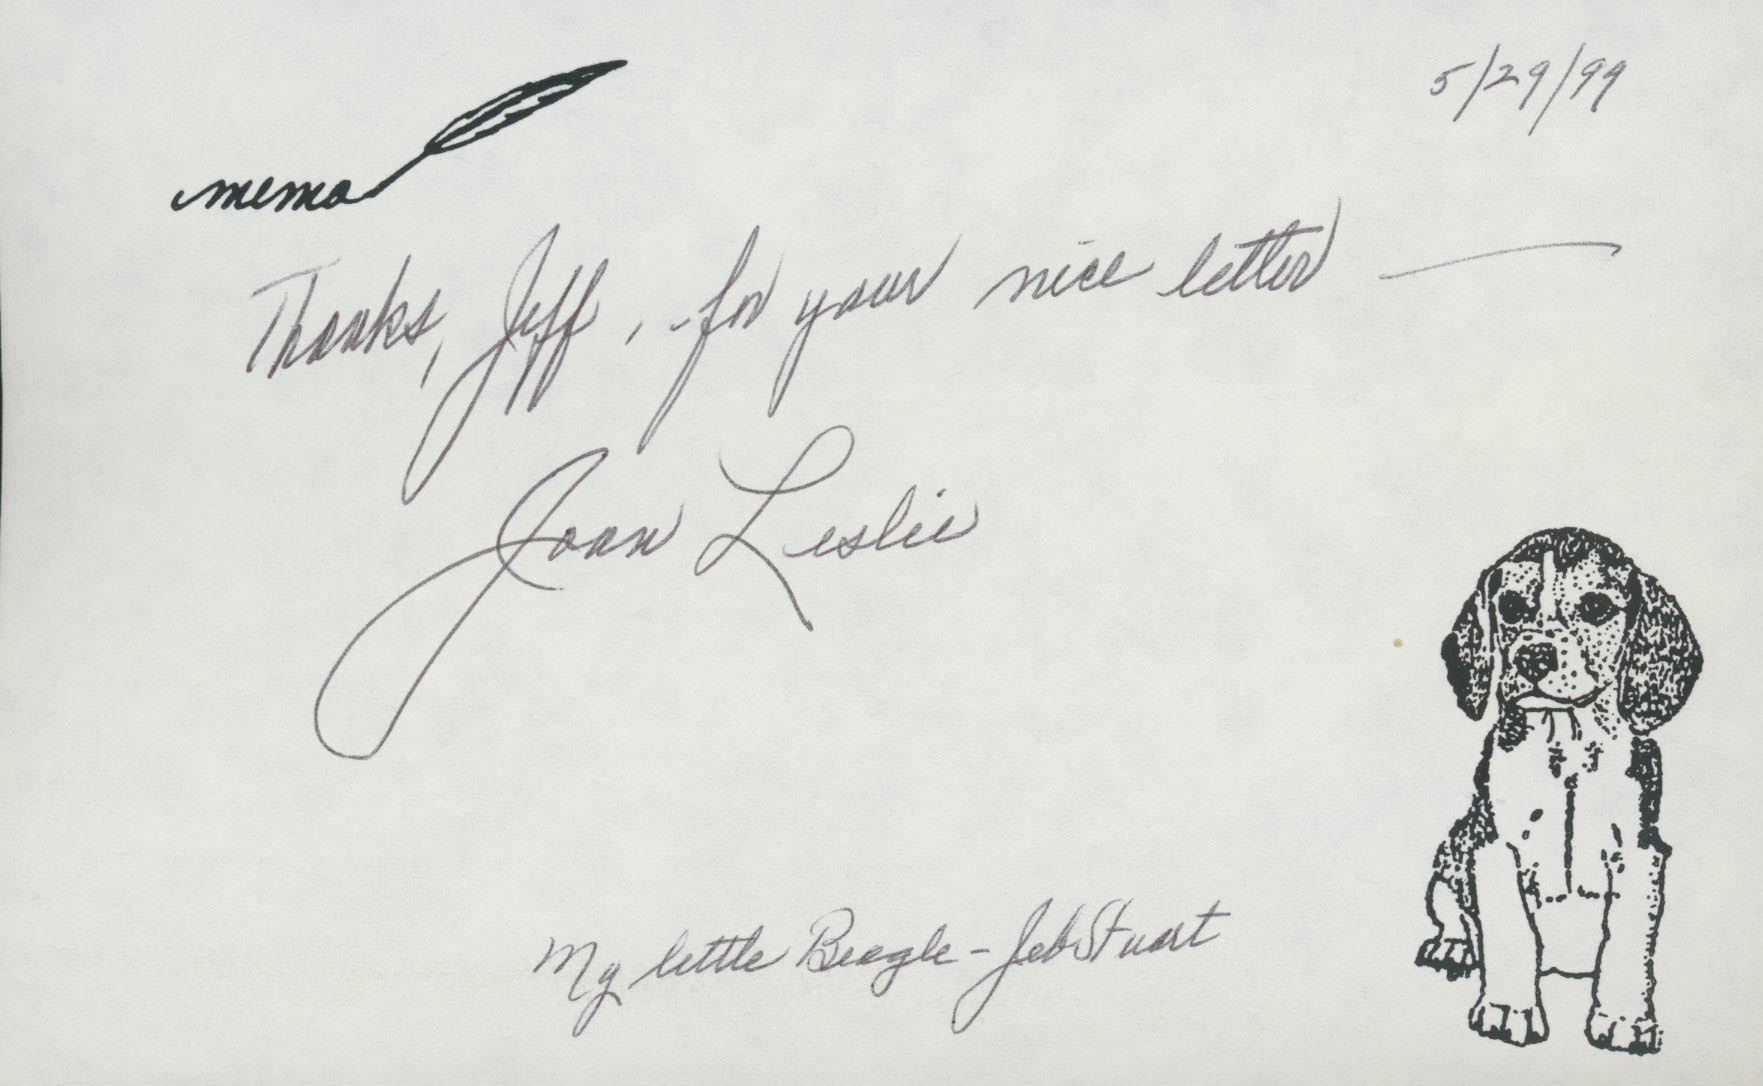 5/29/99
memo
Thanks, Jeff, for your nice letter —
Joan Leslie
My little Beagle - Jeb Stuart